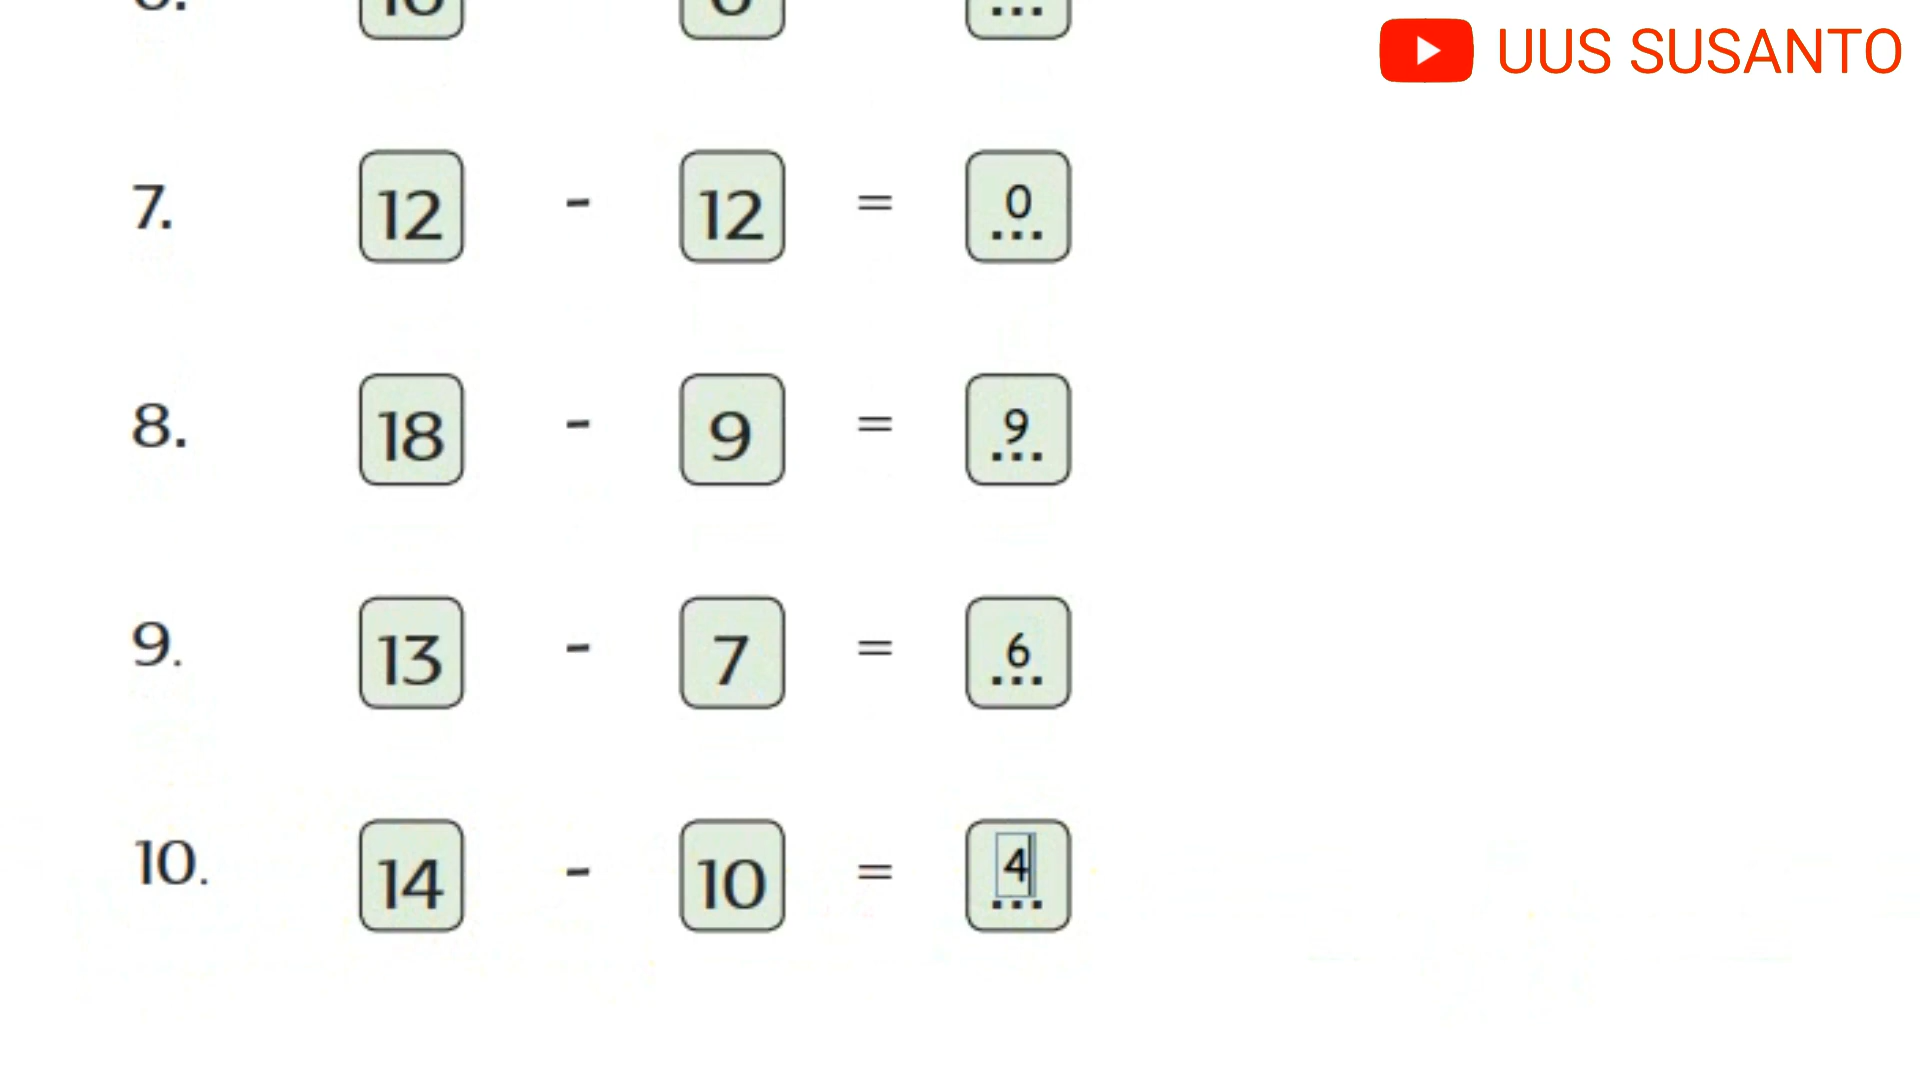 UUS SUSANTO
7. 12 - 12 = 0 ...
8. 18 - 9 = 9 ...
9. 13 - 7 = 6 ...
10. 14 - 10 = 4 ...